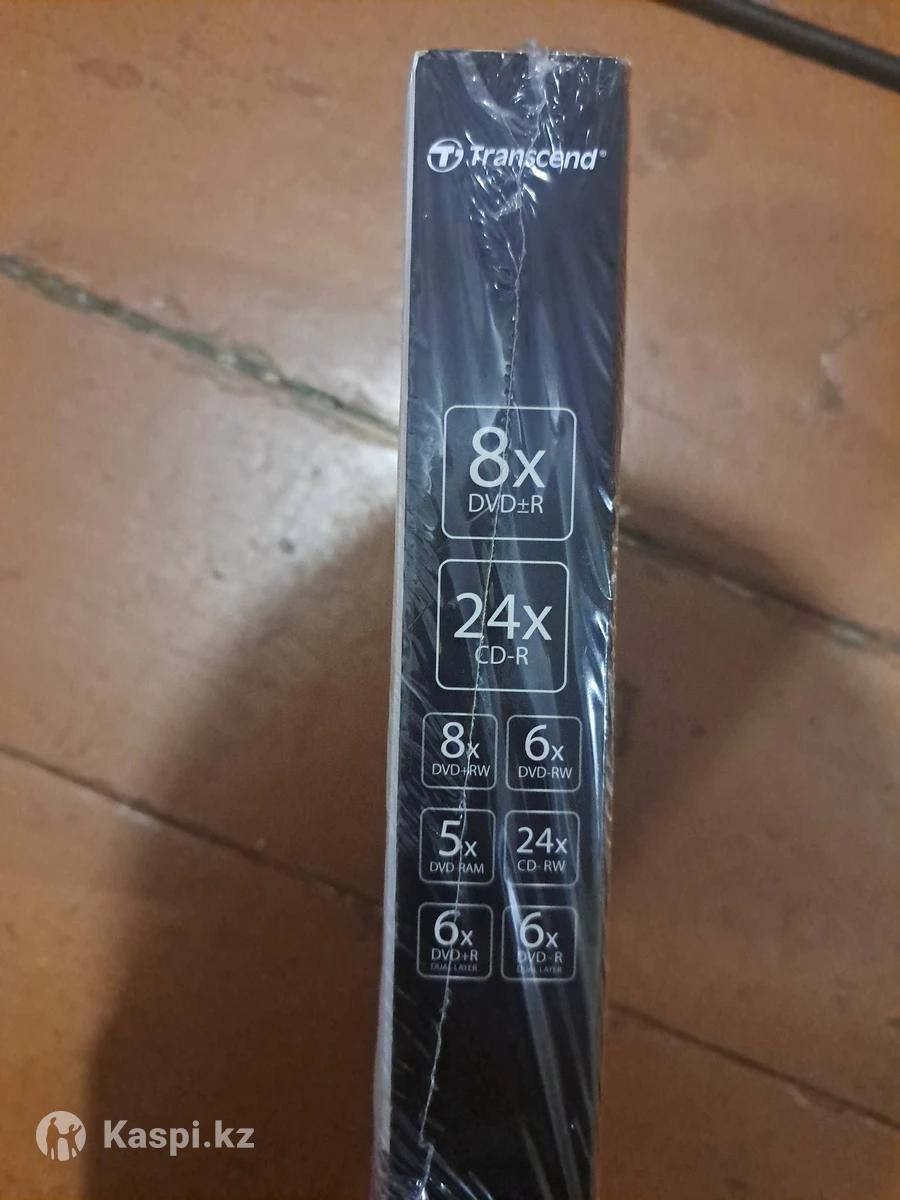 Transcend®
8x
DVD±R
24x
CD-R
8x
DVD+RW
6x
DVD-RW
5x
DVD-RAM
24x
CD-RW
6x
DVD+R
DUAL LAYER
6x
DVD-R
DUAL LAYER
Kaspi.kz